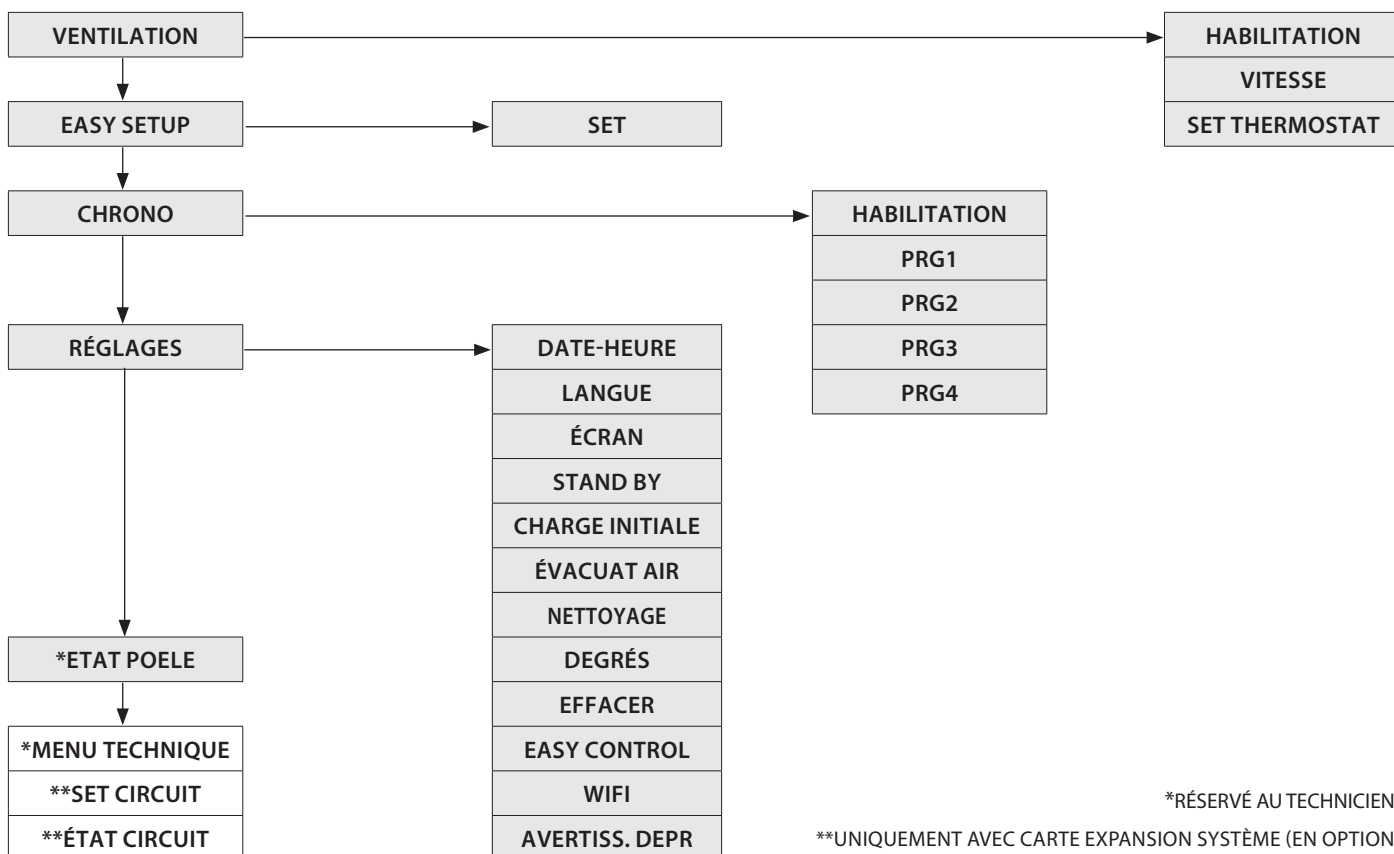 VENTILATION
HABILITATION
VITESSE
SET THERMOSTAT
EASY SETUP
SET
CHRONO
HABILITATION
PRG1
PRG2
PRG3
PRG4
RÉGLAGES
DATE-HEURE
LANGUE
ÉCRAN
STAND BY
CHARGE INITIALE
ÉVACUAT AIR
NETTOYAGE
DEGRÉS
EFFACER
EASY CONTROL
WIFI
AVERTISS. DEPR
*ETAT POELE
*MENU TECHNIQUE
**SET CIRCUIT
**ÉTAT CIRCUIT
*RÉSERVÉ AU TECHNICIEN
**UNIQUEMENT AVEC CARTE EXPANSION SYSTÈME (EN OPTION